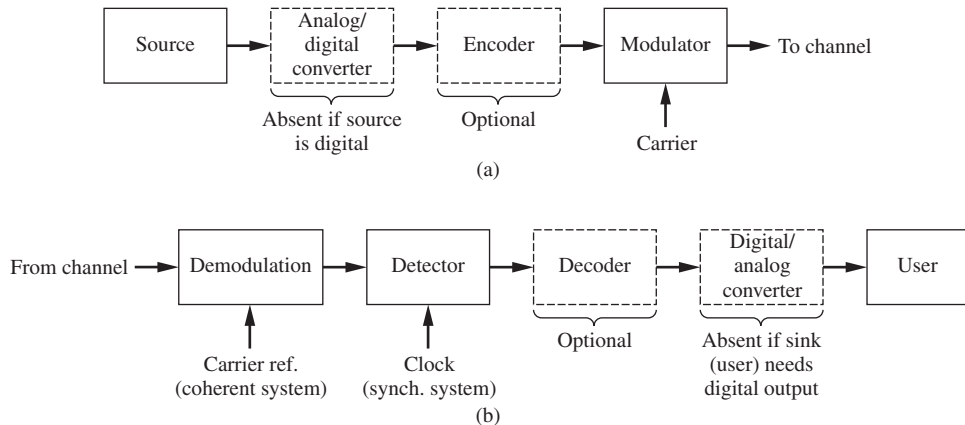 Source
Analog/
digital
converter
Encoder
Modulator
To channel
Absent if source
is digital
Optional
Carrier
(a)
From channel
Demodulation
Detector
Decoder
Digital/
analog
converter
User
Carrier ref.
(coherent system)
Clock
(synch. system)
Optional
Absent if sink
(user) needs
digital output
(b)